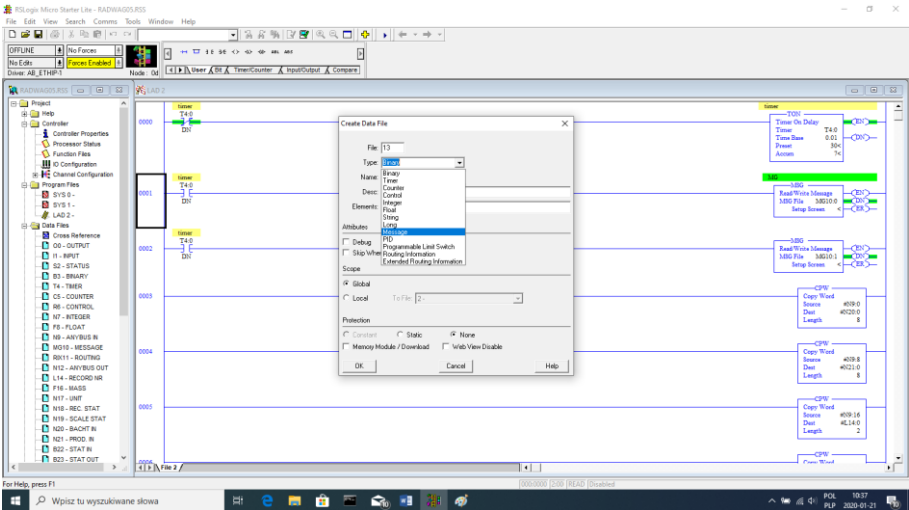 RSLogix Micro Starter Lite - RADWAG05.RSS
File Edit View Search Comms Tools Window Help
OFFLINE
No Forces
No Edits
Forces Enabled
Driver: AB_ETHIP-1
Node : 0d
User
Bit
Timer/Counter
Input/Output
Compare
RADWAG05.RSS
LAD 2
Project
Help
Controller
Controller Properties
Processor Status
Function Files
IO Configuration
Channel Configuration
Program Files
SYS 0 -
SYS 1 -
LAD 2 -
Data Files
Cross Reference
O0 - OUTPUT
I1 - INPUT
S2 - STATUS
B3 - BINARY
T4 - TIMER
C5 - COUNTER
R6 - CONTROL
N7 - INTEGER
F8 - FLOAT
N9 - ANYBUS IN
MG10 - MESSAGE
RIX11 - ROUTING
N12 - ANYBUS OUT
L14 - RECORD NR
F16 - MASS
N17 - UNIT
N18 - REC. STAT
N19 - SCALE STAT
N20 - BACHT IN
N21 - PROD. IN
B22 - STAT IN
B23 - STAT OUT
0000
timer
T4:0
DN
timer
TON
Timer On Delay
Timer T4:0
Time Base 0.01
Preset 30<
Accum 7<
EN
DN
0001
timer
T4:0
DN
MG
MSG
Read/Write Message
MSG File MG10:0
Setup Screen <
EN
DN
ER
0002
timer
T4:0
DN
MSG
Read/Write Message
MSG File MG10:1
Setup Screen <
EN
DN
ER
0003
CPW
Copy Word
Source #N9:0
Dest #N20:0
Length 8
0004
CPW
Copy Word
Source #N9:8
Dest #N21:0
Length 8
0005
CPW
Copy Word
Source #N9:16
Dest #L14:0
Length 2
0006
CPW
Copy Word
File 2
Create Data File
File: 13
Type: Binary
Name:
Desc:
Elements:
Binary
Timer
Counter
Control
Integer
Float
String
Long
Message
PID
Programmable Limit Switch
Routing Information
Extended Routing Information
Attributes
Debug
Skip Whe
Scope
Global
Local To File: 2 -
Protection
Constant Static None
Memory Module / Download Web View Disable
OK Cancel Help
For Help, press F1
000:0000 2:00 READ Disabled
Wpisz tu wyszukiwane słowa
POL
PLP
10:37
2020-01-21